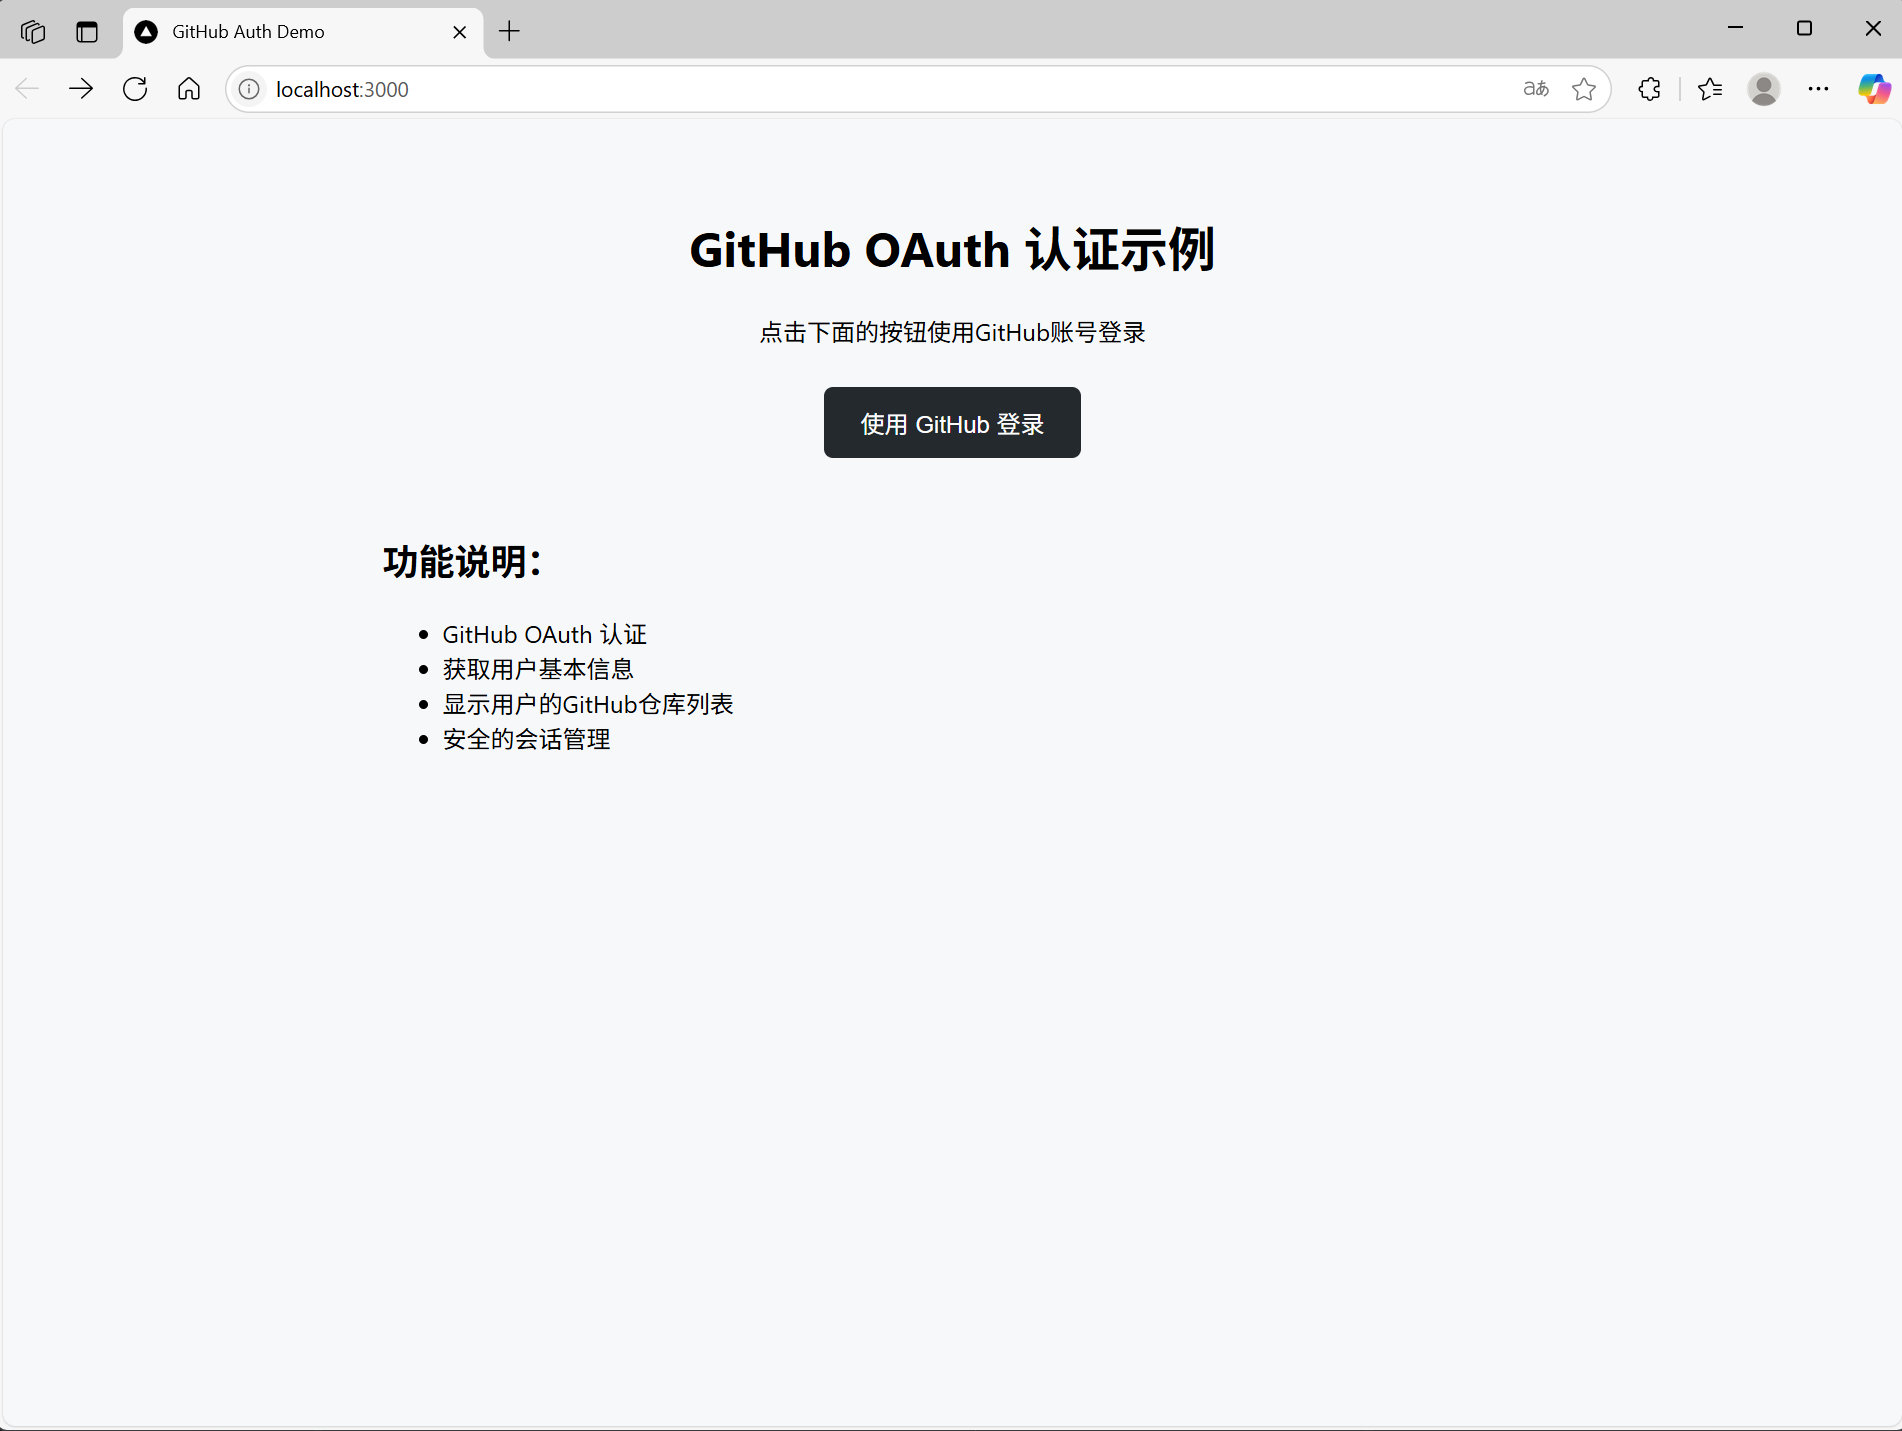 GitHub Auth Demo
localhost:3000
aあ
GitHub OAuth 认证示例
点击下面的按钮使用GitHub账号登录
使用 GitHub 登录
功能说明：
GitHub OAuth 认证
获取用户基本信息
显示用户的GitHub仓库列表
安全的会话管理